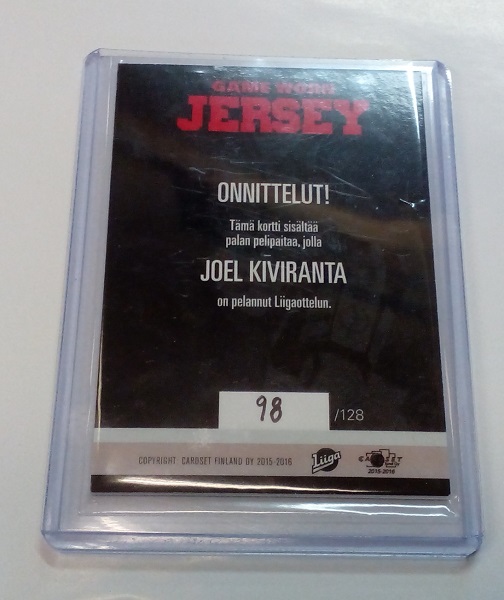 GAME WORN
JERSEY
ONNITTELUT!
Tämä kortti sisältää
palan pelipaitaa, jolla
JOEL KIVIRANTA
on pelannut Liigaottelun.
98 /128
COPYRIGHT: CARDSET FINLAND OY 2015-2016
Liiga
CARDSET
2015-2016